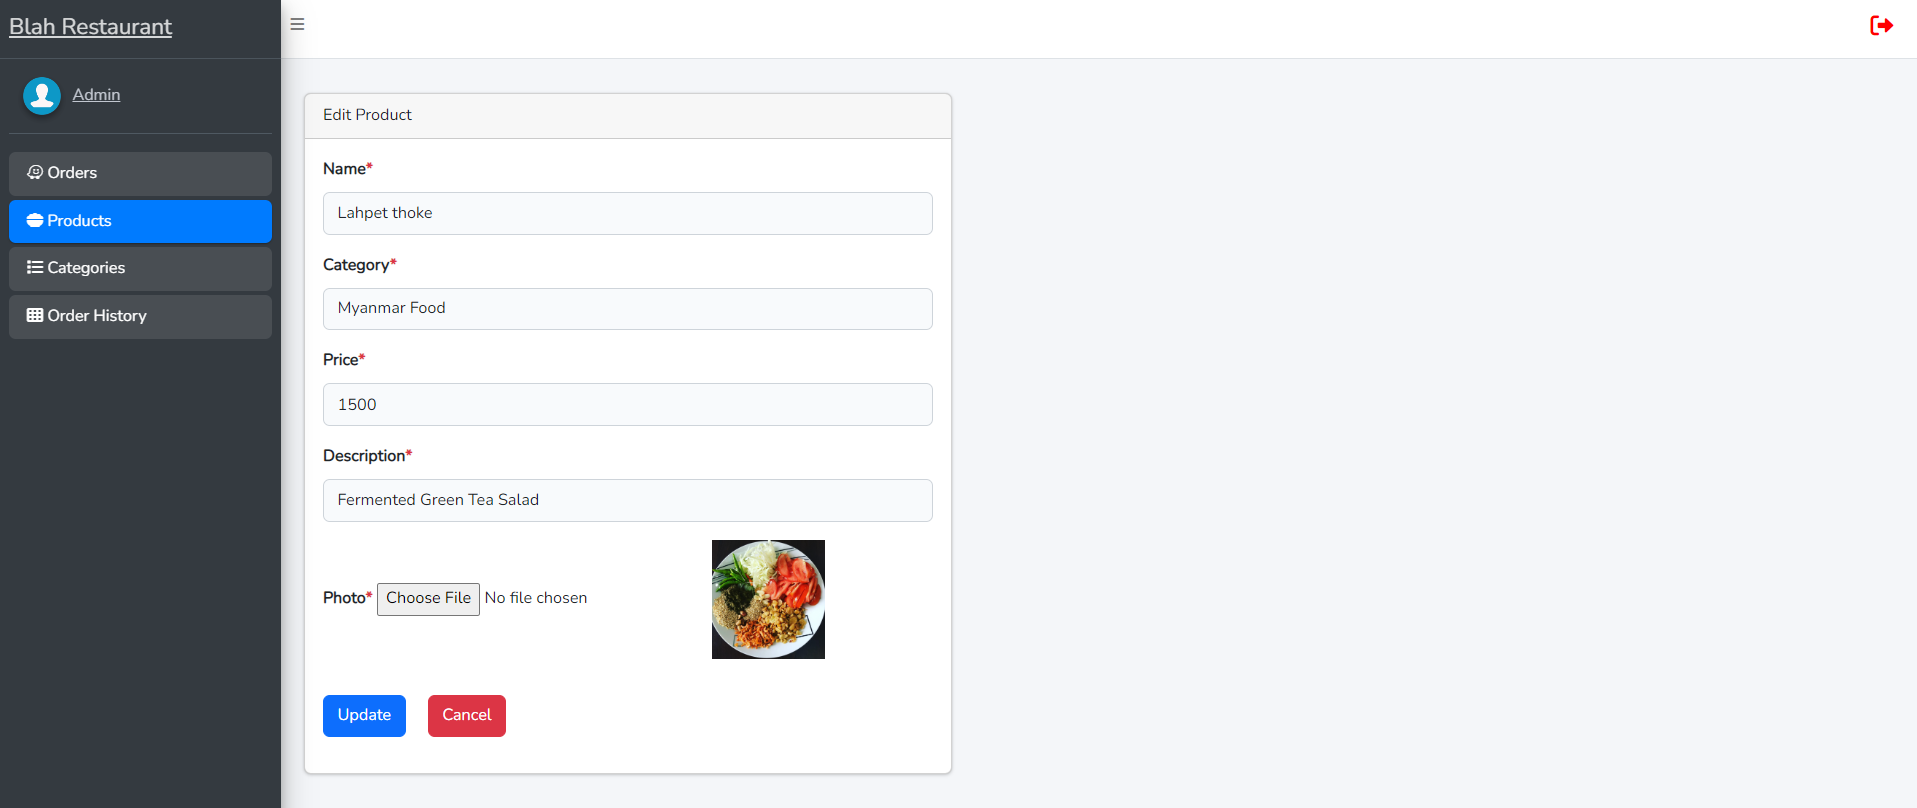 Blah Restaurant
Admin
Orders
Products
Categories
Order History
Edit Product
Name*
Lahpet thoke
Category*
Myanmar Food
Price*
1500
Description*
Fermented Green Tea Salad
Photo* Choose File No file chosen
Update Cancel